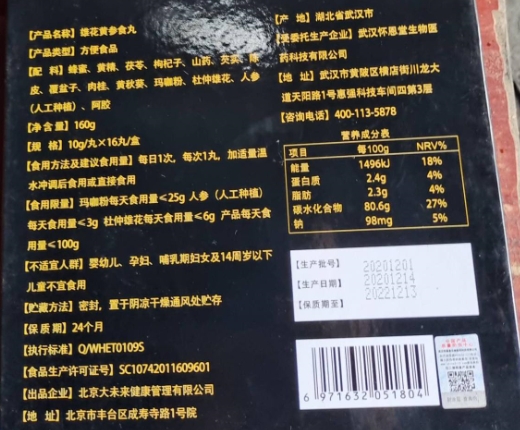 【产品名称】雄花黄参食丸
【产品类型】方便食品
【配 料】蜂蜜、黄精、茯苓、枸杞子、山药、芡实、陈
皮、覆盆子、肉桂、黄秋葵、玛咖粉、杜仲雄花、人参
（人工种植）、阿胶
【净含量】160g
【规 格】10g/丸×16丸/盒
【食用方法及建议食用量】每日1次，每次1丸，加适量温
水冲调后食用或直接食用
【食用限量】玛咖粉每天食用量≤25g 人参（人工种植）
每天食用量≤3g 杜仲雄花每天食用量≤6g 产品每天食
用量≤100g
【不适宜人群】婴幼儿、孕妇、哺乳期妇女及14周岁以下
儿童不宜食用
【贮藏方法】密封，置于阴凉干燥通风处贮存
【保质期】24个月
【执行标准】Q/WHET0109S
【食品生产许可证号】SC10742011609601
【出品企业】北京大未来健康管理有限公司
【地 址】北京市丰台区成寿寺路1号院
【产 地】湖北省武汉市
【受委托生产企业】武汉怀恩堂生物医
药科技有限公司
【地 址】武汉市黄陂区横店街川龙大
道天阳路1号惠强科技车间四第3层
【咨询电话】400-113-5878
营养成分表
项目 每100g NRV%
能量 1496kJ 18%
蛋白质 2.4g 4%
脂肪 2.3g 4%
碳水化合物 80.6g 27%
钠 98mg 5%
【生产批号】 20201201
【生产日期】 20201214
【保质期至】 20221213
6 971632 051804